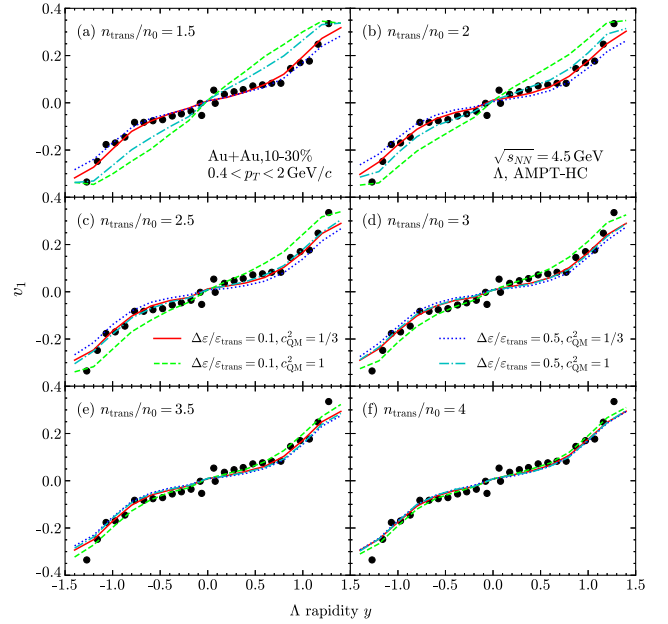 (a) n_trans/n_0 = 1.5
(b) n_trans/n_0 = 2
Au+Au,10-30%
0.4 < p_T < 2 GeV/c
√s_NN = 4.5 GeV
Λ, AMPT-HC
0.4
0.2
0.0
-0.2
-0.4
(c) n_trans/n_0 = 2.5
(d) n_trans/n_0 = 3
Δε/ε_trans = 0.1, c²_QM = 1/3
Δε/ε_trans = 0.1, c²_QM = 1
Δε/ε_trans = 0.5, c²_QM = 1/3
Δε/ε_trans = 0.5, c²_QM = 1
0.4
0.2
0.0
-0.2
v_1
(e) n_trans/n_0 = 3.5
(f) n_trans/n_0 = 4
0.4
0.2
0.0
-0.2
-0.4
-1.5 -1.0 -0.5 0.0 0.5 1.0 -1.0 -0.5 0.0 0.5 1.0 1.5
Λ rapidity y
Λ rapidity y